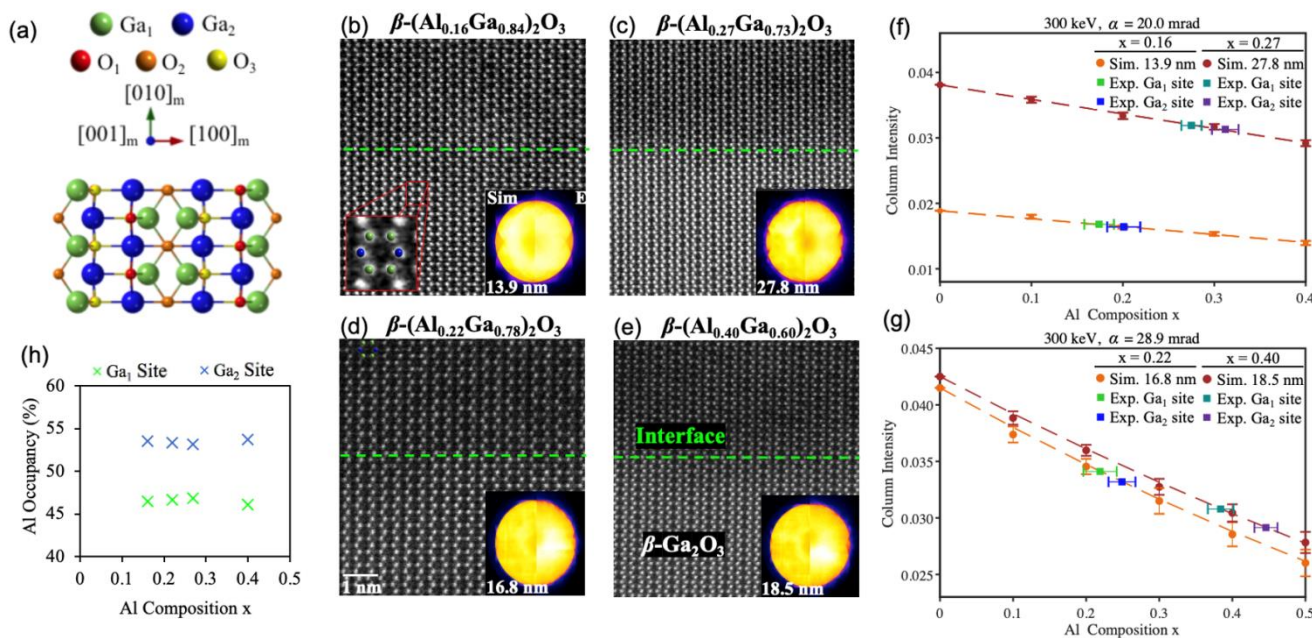 (a)
Ga₁ Ga₂
O₁ O₂ O₃
[010]ₘ
[001]ₘ [100]ₘ
(b) β-(Al₀.₁₆Ga₀.₈₄)₂O₃
Sim E
13.9 nm
(c) β-(Al₀.₂₇Ga₀.₇₃)₂O₃
27.8 nm
(d) β-(Al₀.₂₂Ga₀.₇₈)₂O₃
1 nm
16.8 nm
(e) β-(Al₀.₄₀Ga₀.₆₀)₂O₃
Interface
β-Ga₂O₃
18.5 nm
(f) 300 keV, α = 20.0 mrad
x = 0.16 x = 0.27
Sim. 13.9 nm Sim. 27.8 nm
Exp. Ga₁ site Exp. Ga₁ site
Exp. Ga₂ site Exp. Ga₂ site
Column Intensity
0.04
0.03
0.02
0.01
0 0.1 0.2 0.3 0.4
Al Composition x
(g) 300 keV, α = 28.9 mrad
x = 0.22 x = 0.40
Sim. 16.8 nm Sim. 18.5 nm
Exp. Ga₁ site Exp. Ga₁ site
Exp. Ga₂ site Exp. Ga₂ site
Column Intensity
0.045
0.040
0.035
0.030
0.025
0 0.1 0.2 0.3 0.4 0.5
Al Composition x
(h)
Ga₁ Site Ga₂ Site
Al Occupancy (%)
60
55
50
45
40
0 0.1 0.2 0.3 0.4 0.5
Al Composition x